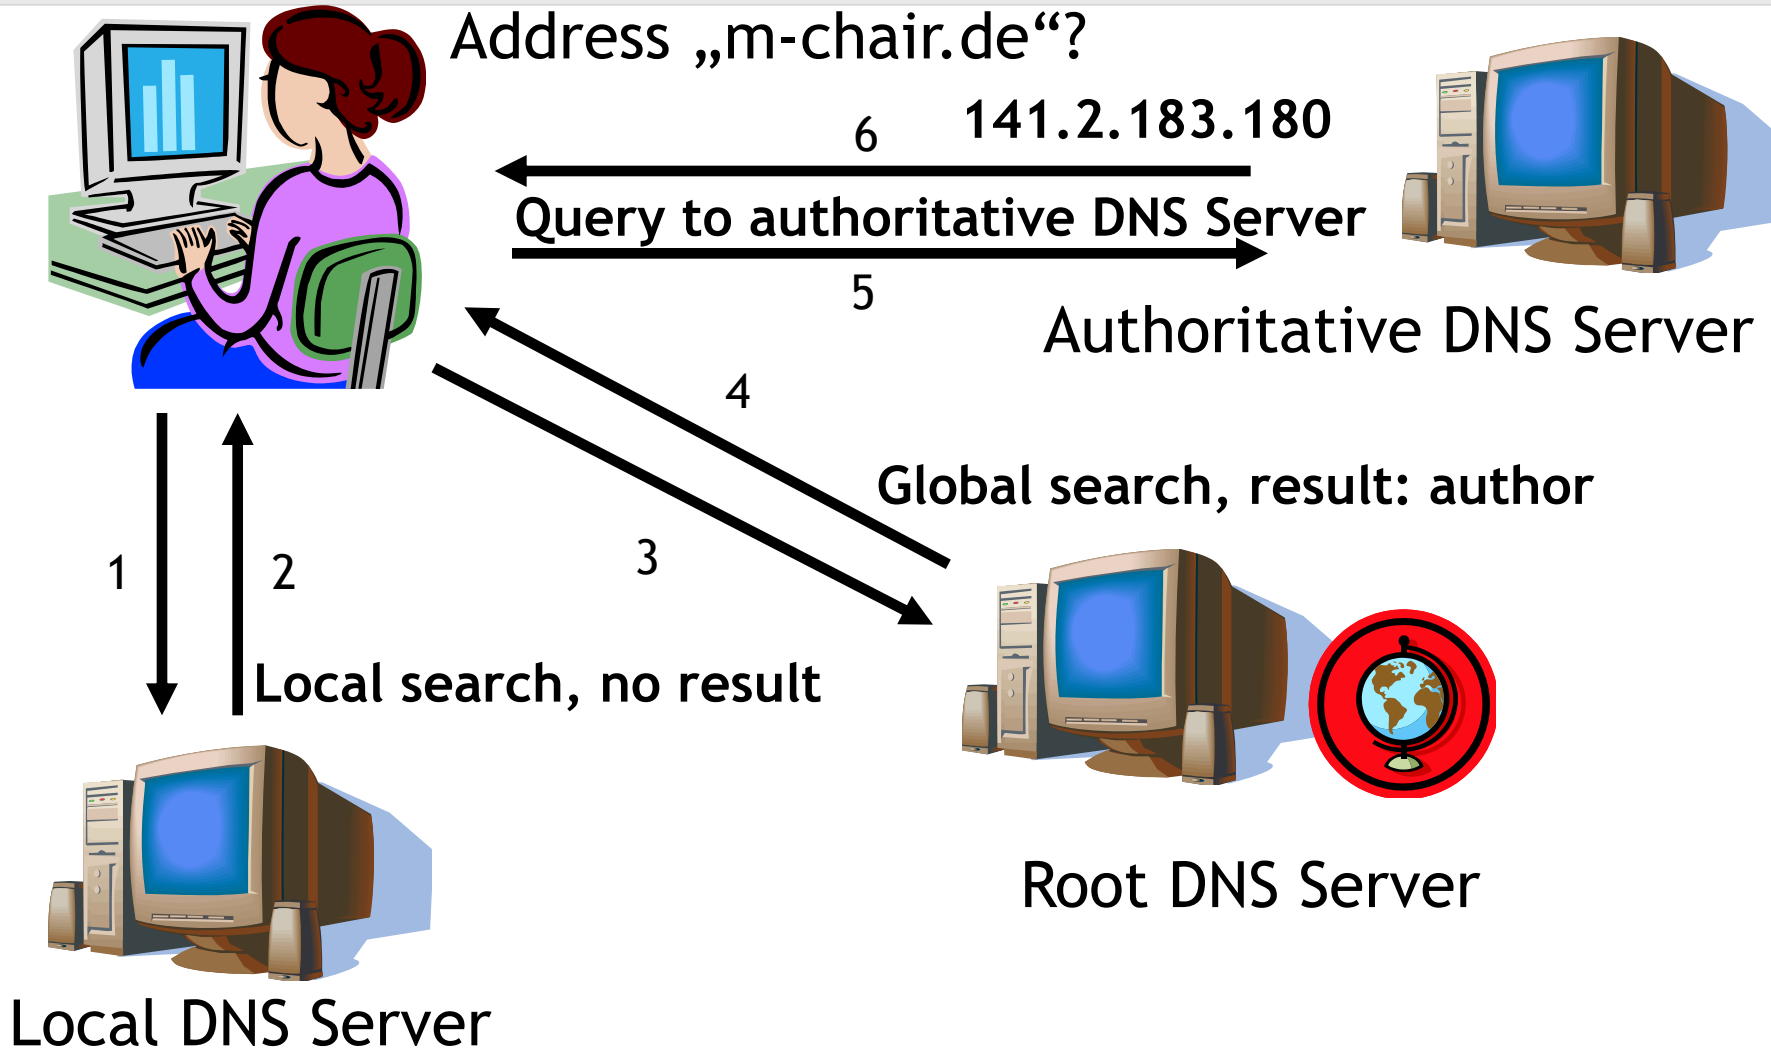 Address „m-chair.de“?
6
141.2.183.180
Query to authoritative DNS Server
5
Authoritative DNS Server
4
Global search, result: author
3
1
2
Local search, no result
Root DNS Server
Local DNS Server